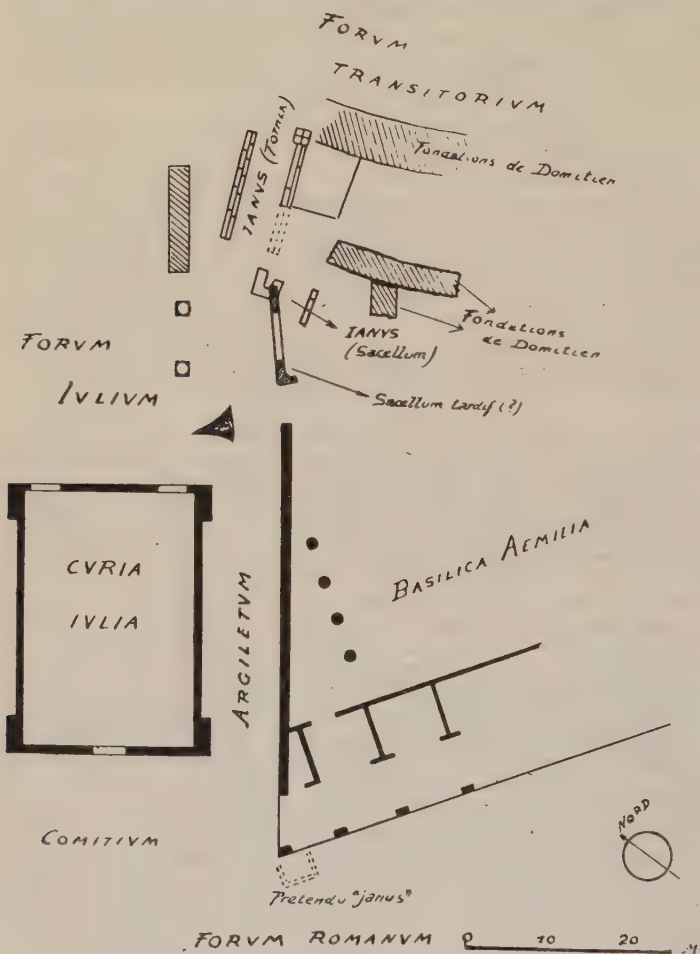 FORVM
TRANSITORIVM
Fondations de Domitien
IANVS (Tornix)
FORVM
IVLIVM
IANVS
(Sacellum)
Fondations
de Domitien
Sacellum tardif (?)
CVRIA
IVLIA
ARGILETVM
BASILICA AEMILIA
COMITIVM
NORD
Pretendu "janus"
FORVM ROMANVM
0 10 20 M